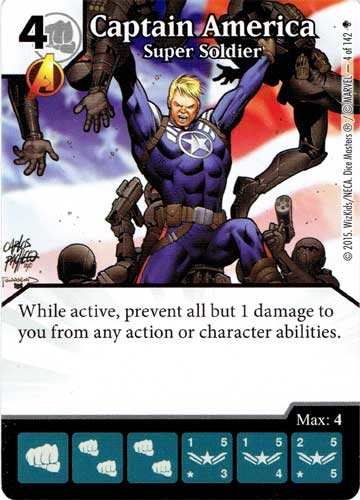 4
Captain America
Super Soldier
© 2015, WizKids/NECA. Dice Masters ® / © MARVEL — 4 of 142
CARLOS
PACHECO
While active, prevent all but 1 damage to
you from any action or character abilities.
Max: 4
1 5
* 3
1 5
* 4
2 5
* 5